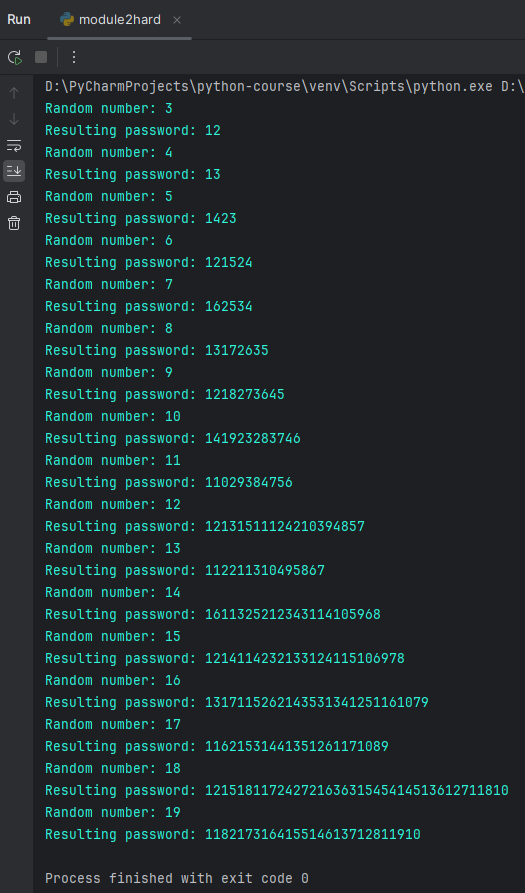 Run
module2hard
D:\PyCharmProjects\python-course\venv\Scripts\python.exe D:\
Random number: 3
Resulting password: 12
Random number: 4
Resulting password: 13
Random number: 5
Resulting password: 1423
Random number: 6
Resulting password: 121524
Random number: 7
Resulting password: 162534
Random number: 8
Resulting password: 13172635
Random number: 9
Resulting password: 1218273645
Random number: 10
Resulting password: 141923283746
Random number: 11
Resulting password: 11029384756
Random number: 12
Resulting password: 12131511124210394857
Random number: 13
Resulting password: 112211310495867
Random number: 14
Resulting password: 1611325212343114105968
Random number: 15
Resulting password: 1214114232133124115106978
Random number: 16
Resulting password: 1317115262143531341251161079
Random number: 17
Resulting password: 11621531441351261171089
Random number: 18
Resulting password: 12151811724272163631545414513612711810
Random number: 19
Resulting password: 118217316415514613712811910
Process finished with exit code 0